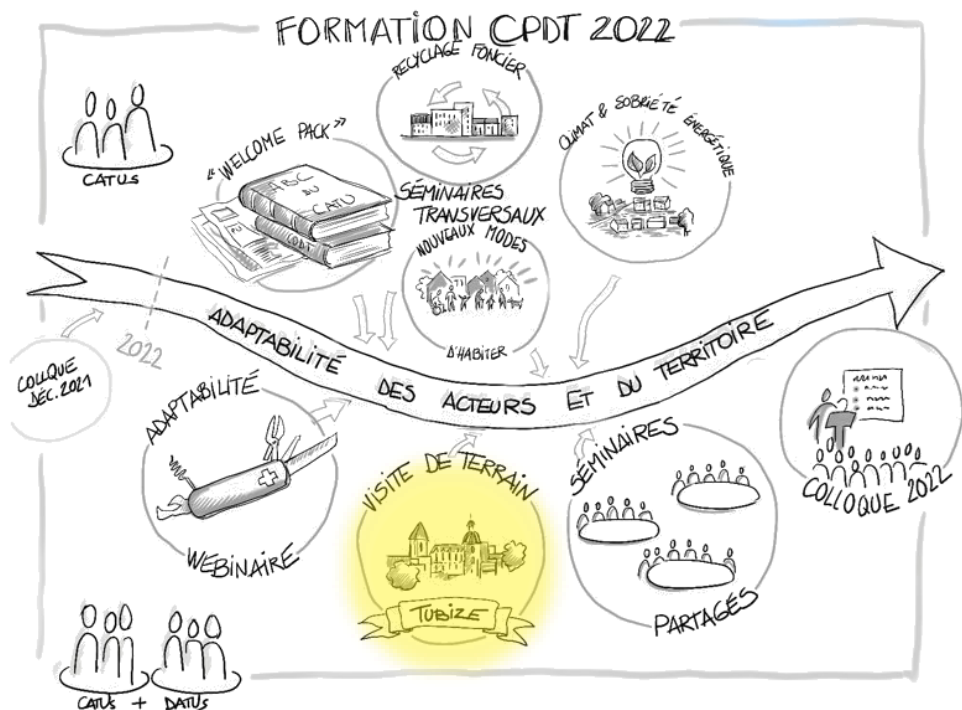 FORMATION CPDT 2022
CATUS
« WELCOME PACK »
ABC
DU
CATU
CODT
RECYCLAGE FONCIER
SÉMINAIRES
TRANSVERSAUX
NOUVEAUX MODES
D'HABITER
CLIMAT & SOBRIÉTÉ ÉNERGÉTIQUE
2022
ADAPTABILITÉ DES ACTEURS ET DU TERRITOIRE
COLLOQUE
DÉC. 2021
ADAPTABILITÉ
WEBINAIRE
VISITE DE TERRAIN
TUBIZE
SÉMINAIRES
PARTAGÉS
COLLOQUE 2022
CATUS + DATUS